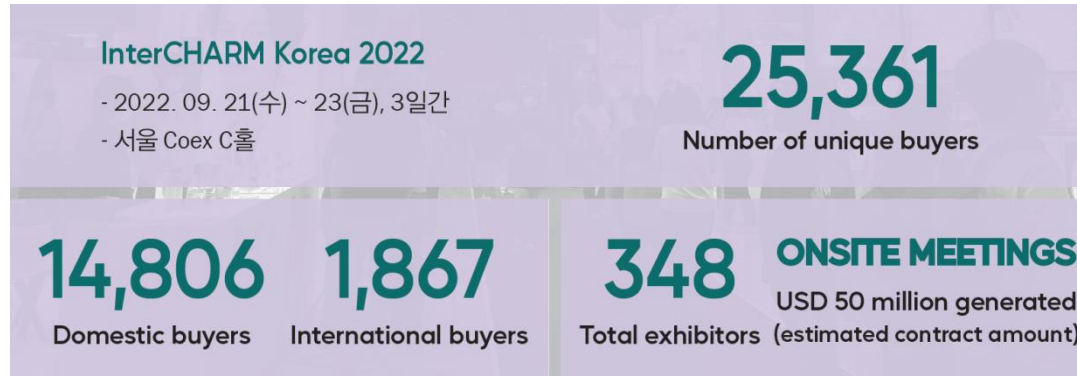 InterCHARM Korea 2022
- 2022. 09. 21(수) ~ 23(금), 3일간
- 서울 Coex C홀
25,361
Number of unique buyers
14,806
Domestic buyers
1,867
International buyers
348
Total exhibitors
ONSITE MEETINGS
USD 50 million generated
(estimated contract amount)